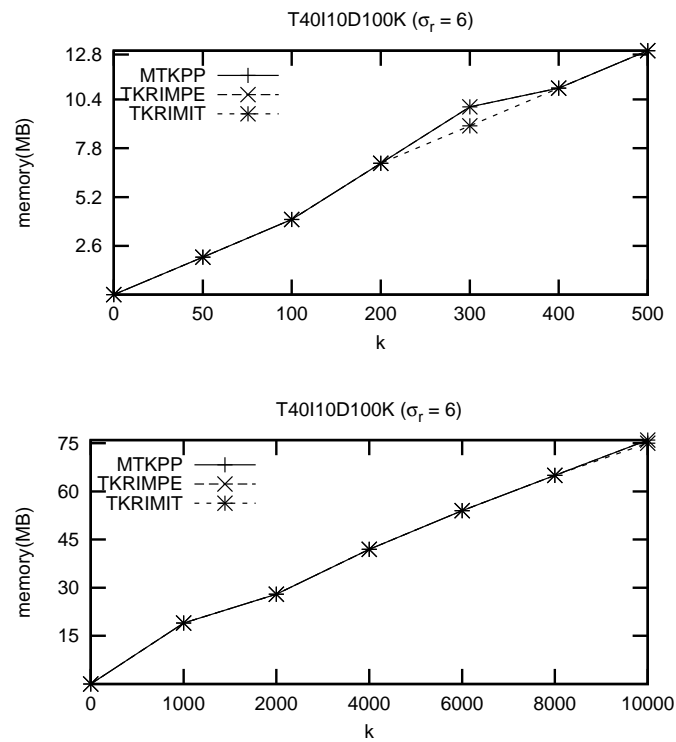 T40I10D100K (σr = 6)
12.8
10.4
7.8
5.2
2.6
memory(MB)
MTKPP
TKRIMPE
TKRIMIT
0 50 100 200 300 400 500
k
T40I10D100K (σr = 6)
75
60
45
30
15
memory(MB)
MTKPP
TKRIMPE
TKRIMIT
0 1000 2000 4000 6000 8000 10000
k